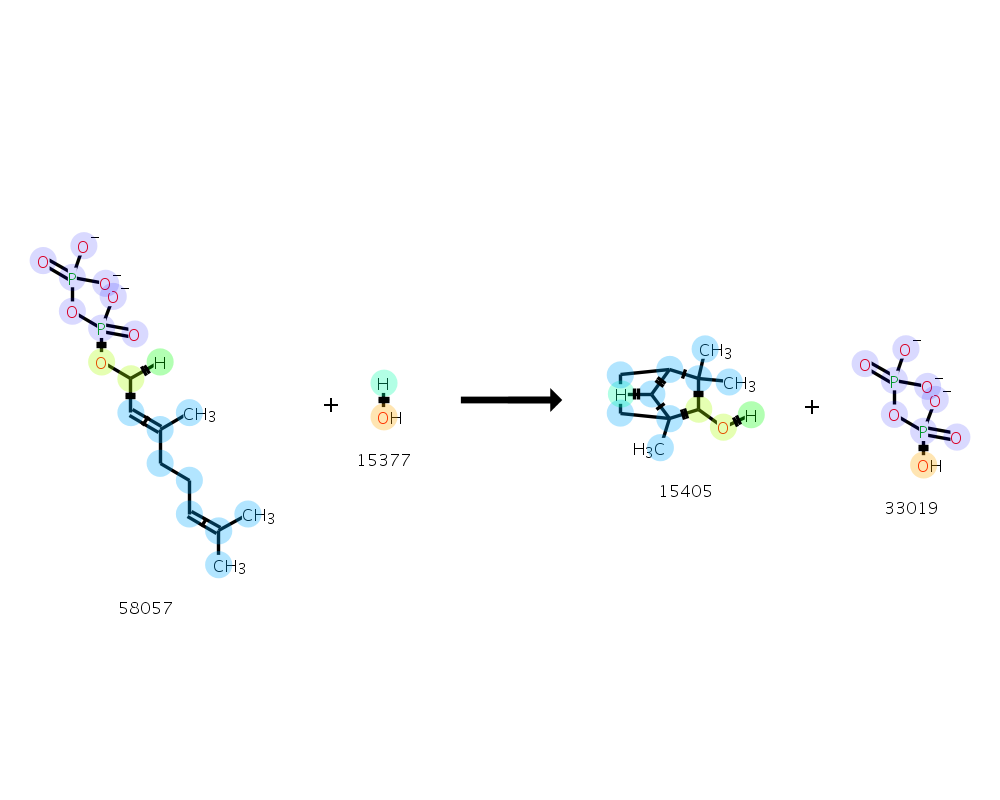 O⁻
O P O⁻
O⁻
O P O
O H
CH3
CH3
CH3
58057
+
H
OH
15377
CH3
CH3
H
O H
H3C
15405
+
O⁻
O P O⁻
O⁻
O P O
OH
33019